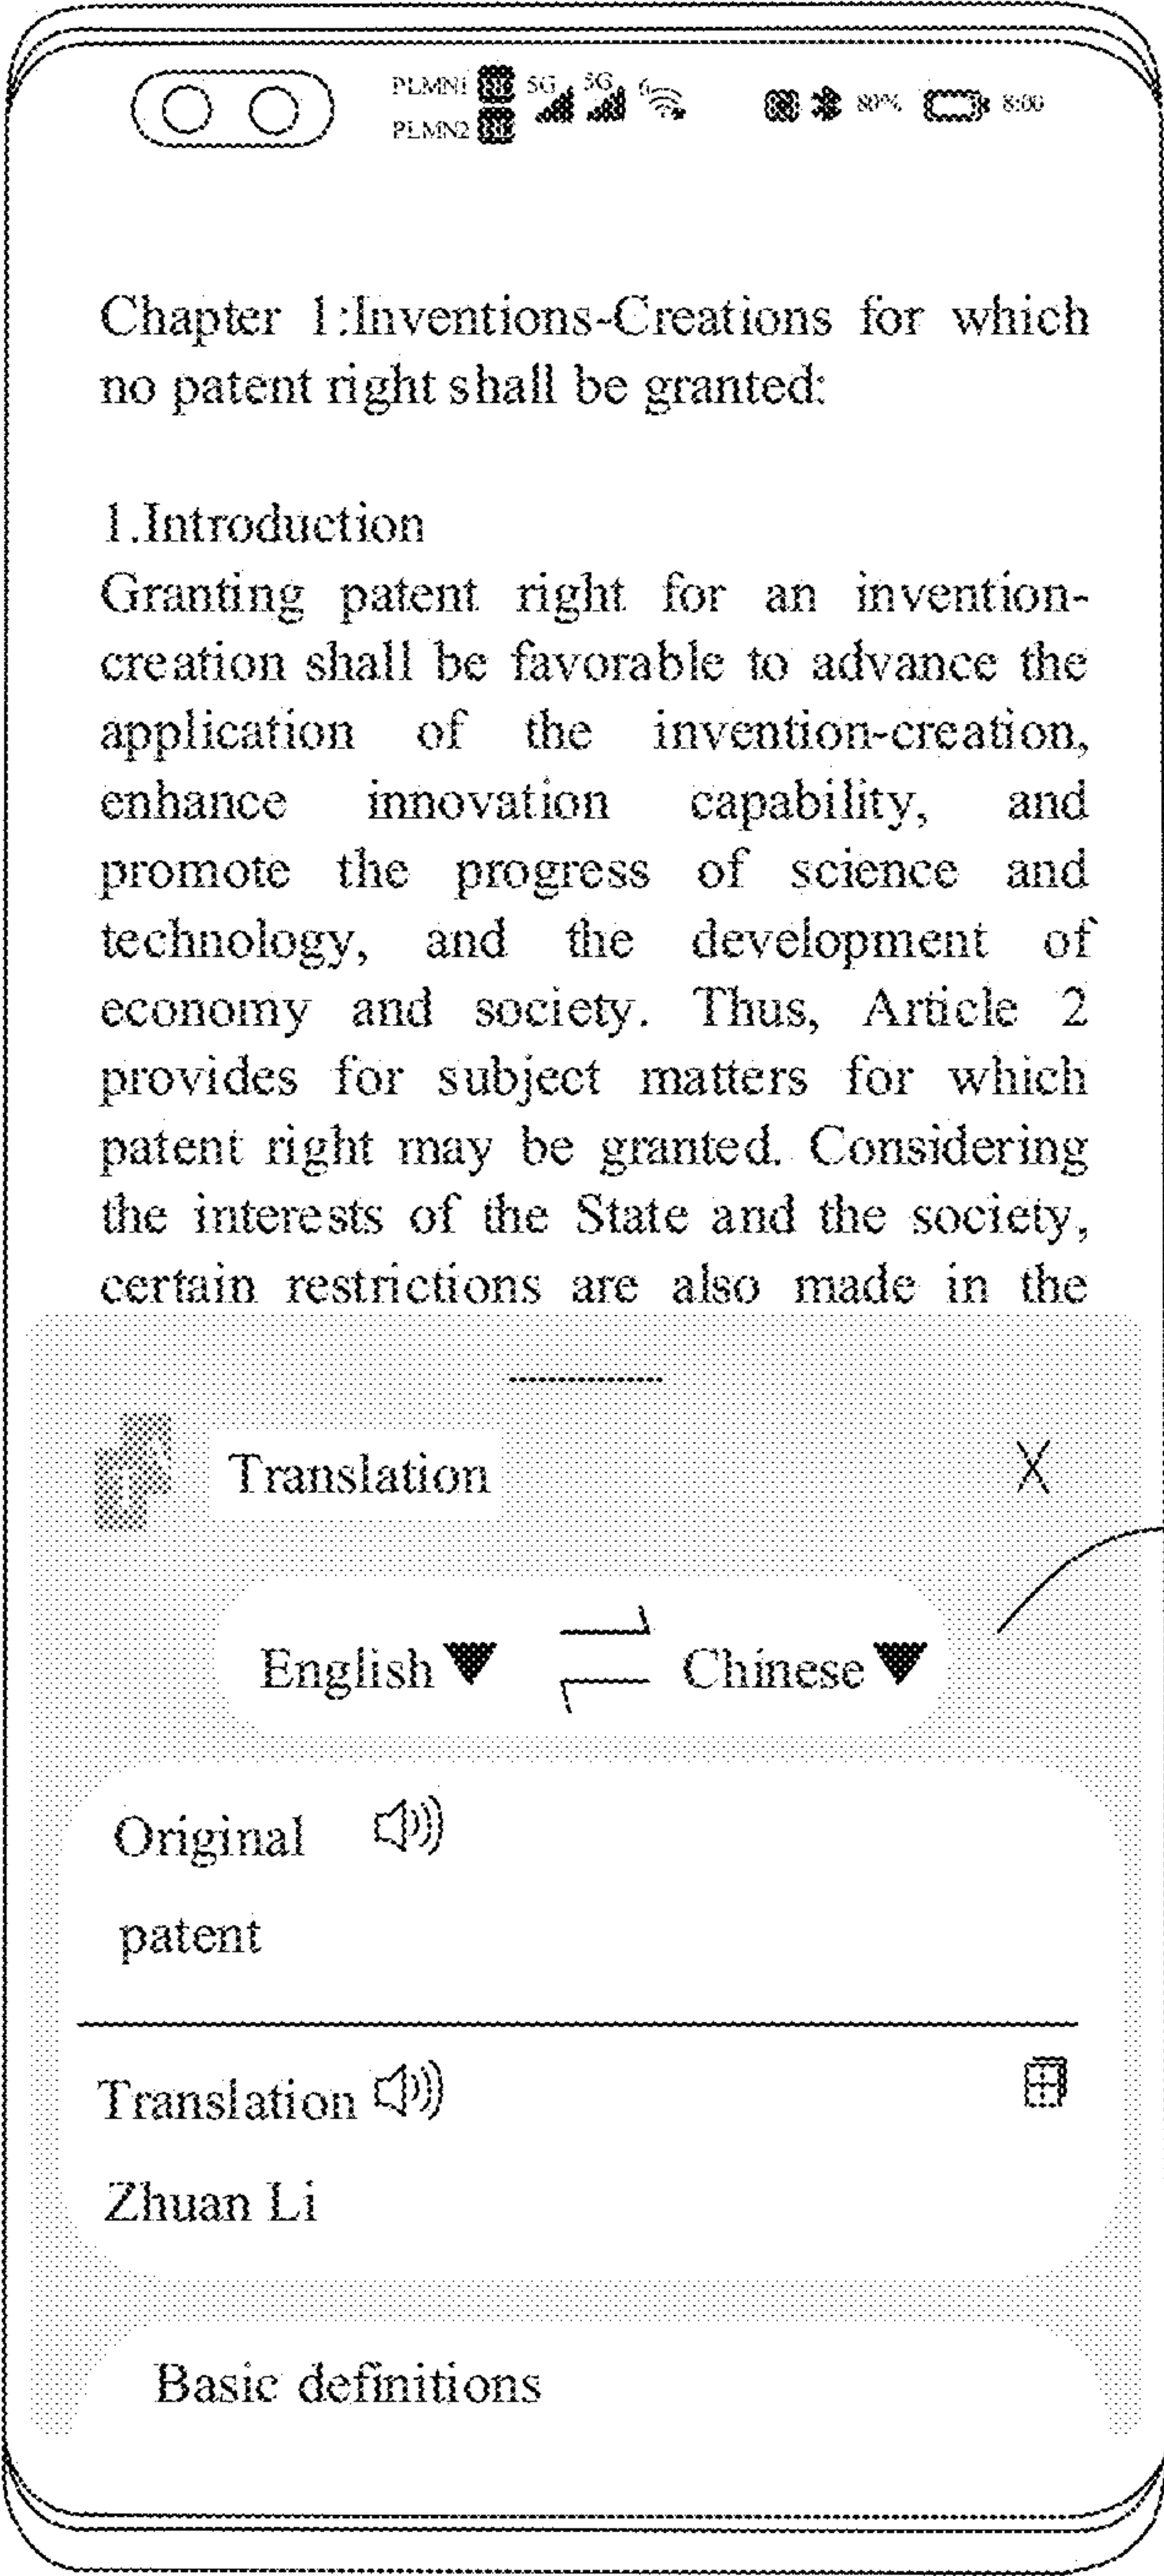 PLMN1 5G 5G 6 80% 8:00
PLMN2
Chapter 1:Inventions-Creations for which
no patent right shall be granted:
1.Introduction
Granting patent right for an invention-
creation shall be favorable to advance the
application of the invention-creation,
enhance innovation capability, and
promote the progress of science and
technology, and the development of
economy and society. Thus, Article 2
provides for subject matters for which
patent right may be granted. Considering
the interests of the State and the society,
certain restrictions are also made in the
Translation X
English Chinese
Original
patent
Translation
Zhuan Li
Basic definitions